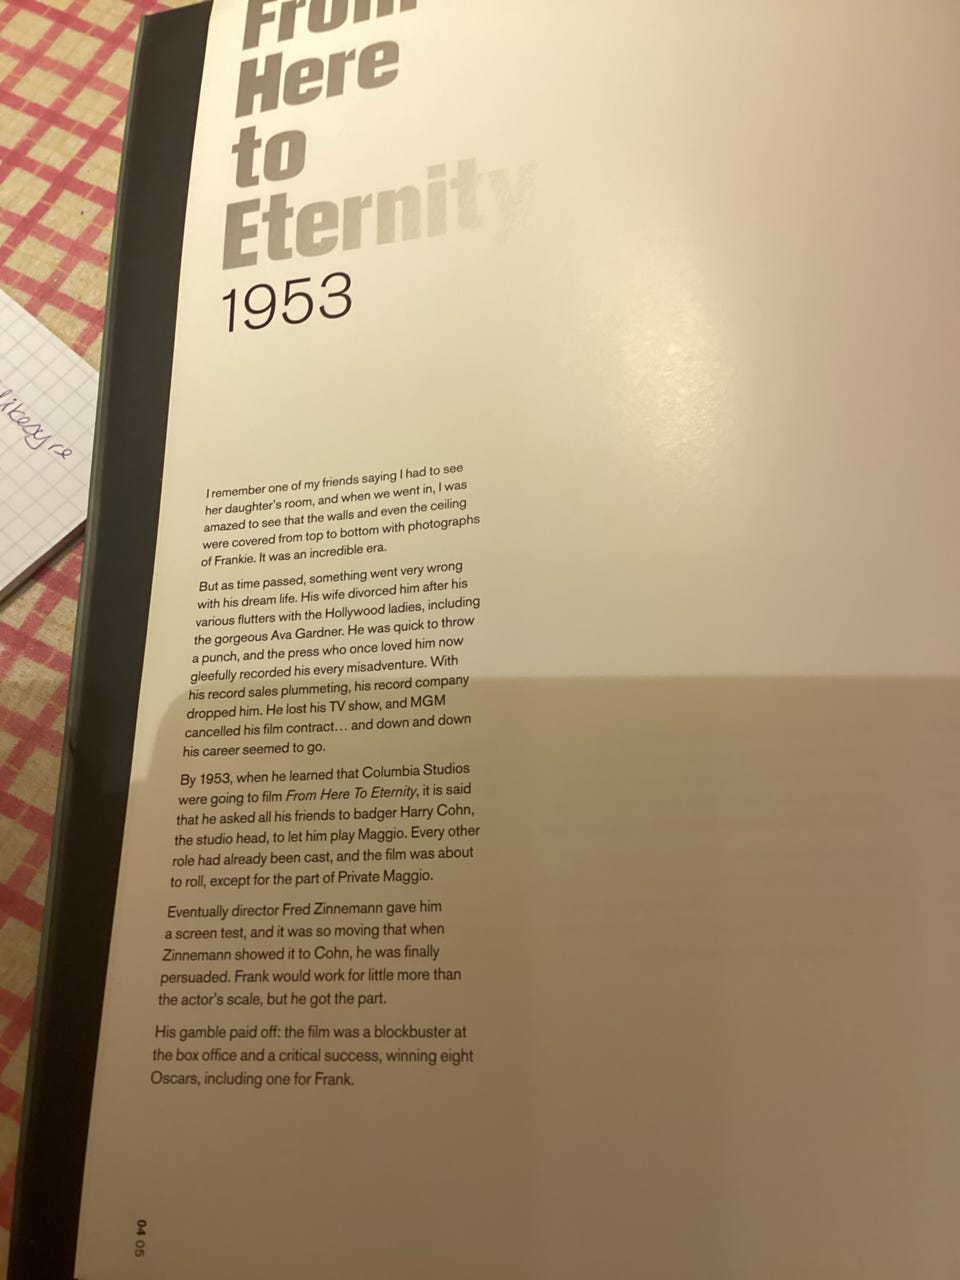 From
Here
to
Eternity
1953
likesyre
I remember one of my friends saying I had to see
her daughter's room, and when we went in, I was
amazed to see that the walls and even the ceiling
were covered from top to bottom with photographs
of Frankie. It was an incredible era.
But as time passed, something went very wrong
with his dream life. His wife divorced him after his
various flutters with the Hollywood ladies, including
the gorgeous Ava Gardner. He was quick to throw
a punch, and the press who once loved him now
gleefully recorded his every misadventure. With
his record sales plummeting, his record company
dropped him. He lost his TV show, and MGM
cancelled his film contract... and down and down
his career seemed to go.
By 1953, when he learned that Columbia Studios
were going to film From Here To Eternity, it is said
that he asked all his friends to badger Harry Cohn,
the studio head, to let him play Maggio. Every other
role had already been cast, and the film was about
to roll, except for the part of Private Maggio.
Eventually director Fred Zinnemann gave him
a screen test, and it was so moving that when
Zinnemann showed it to Cohn, he was finally
persuaded. Frank would work for little more than
the actor's scale, but he got the part.
His gamble paid off: the film was a blockbuster at
the box office and a critical success, winning eight
Oscars, including one for Frank.
04 05